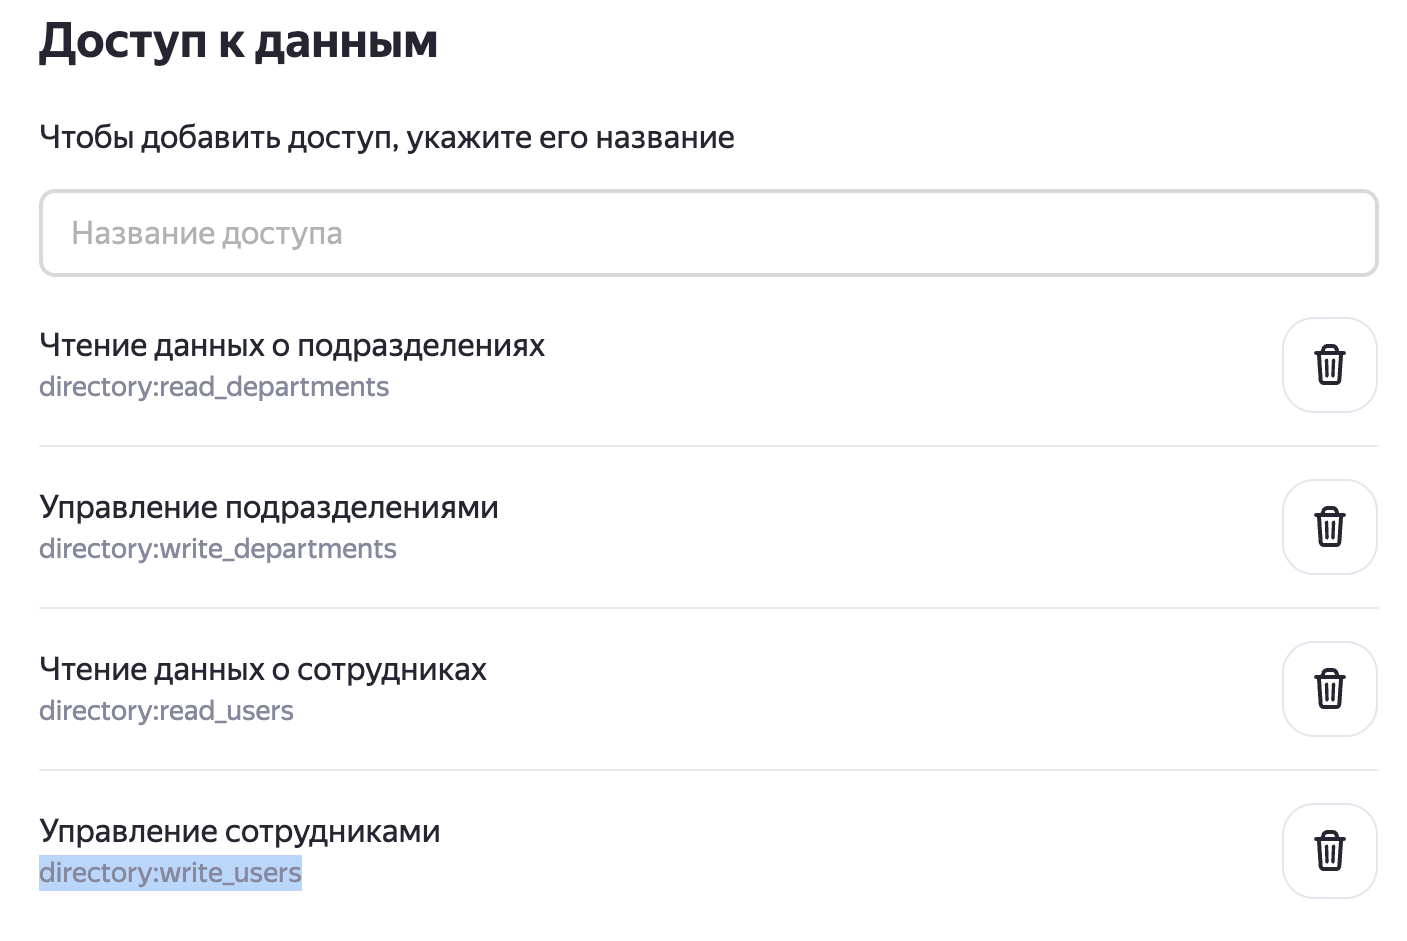 Доступ к данным
Чтобы добавить доступ, укажите его название
Название доступа
Чтение данных о подразделениях
directory:read_departments
Управление подразделениями
directory:write_departments
Чтение данных о сотрудниках
directory:read_users
Управление сотрудниками
directory:write_users